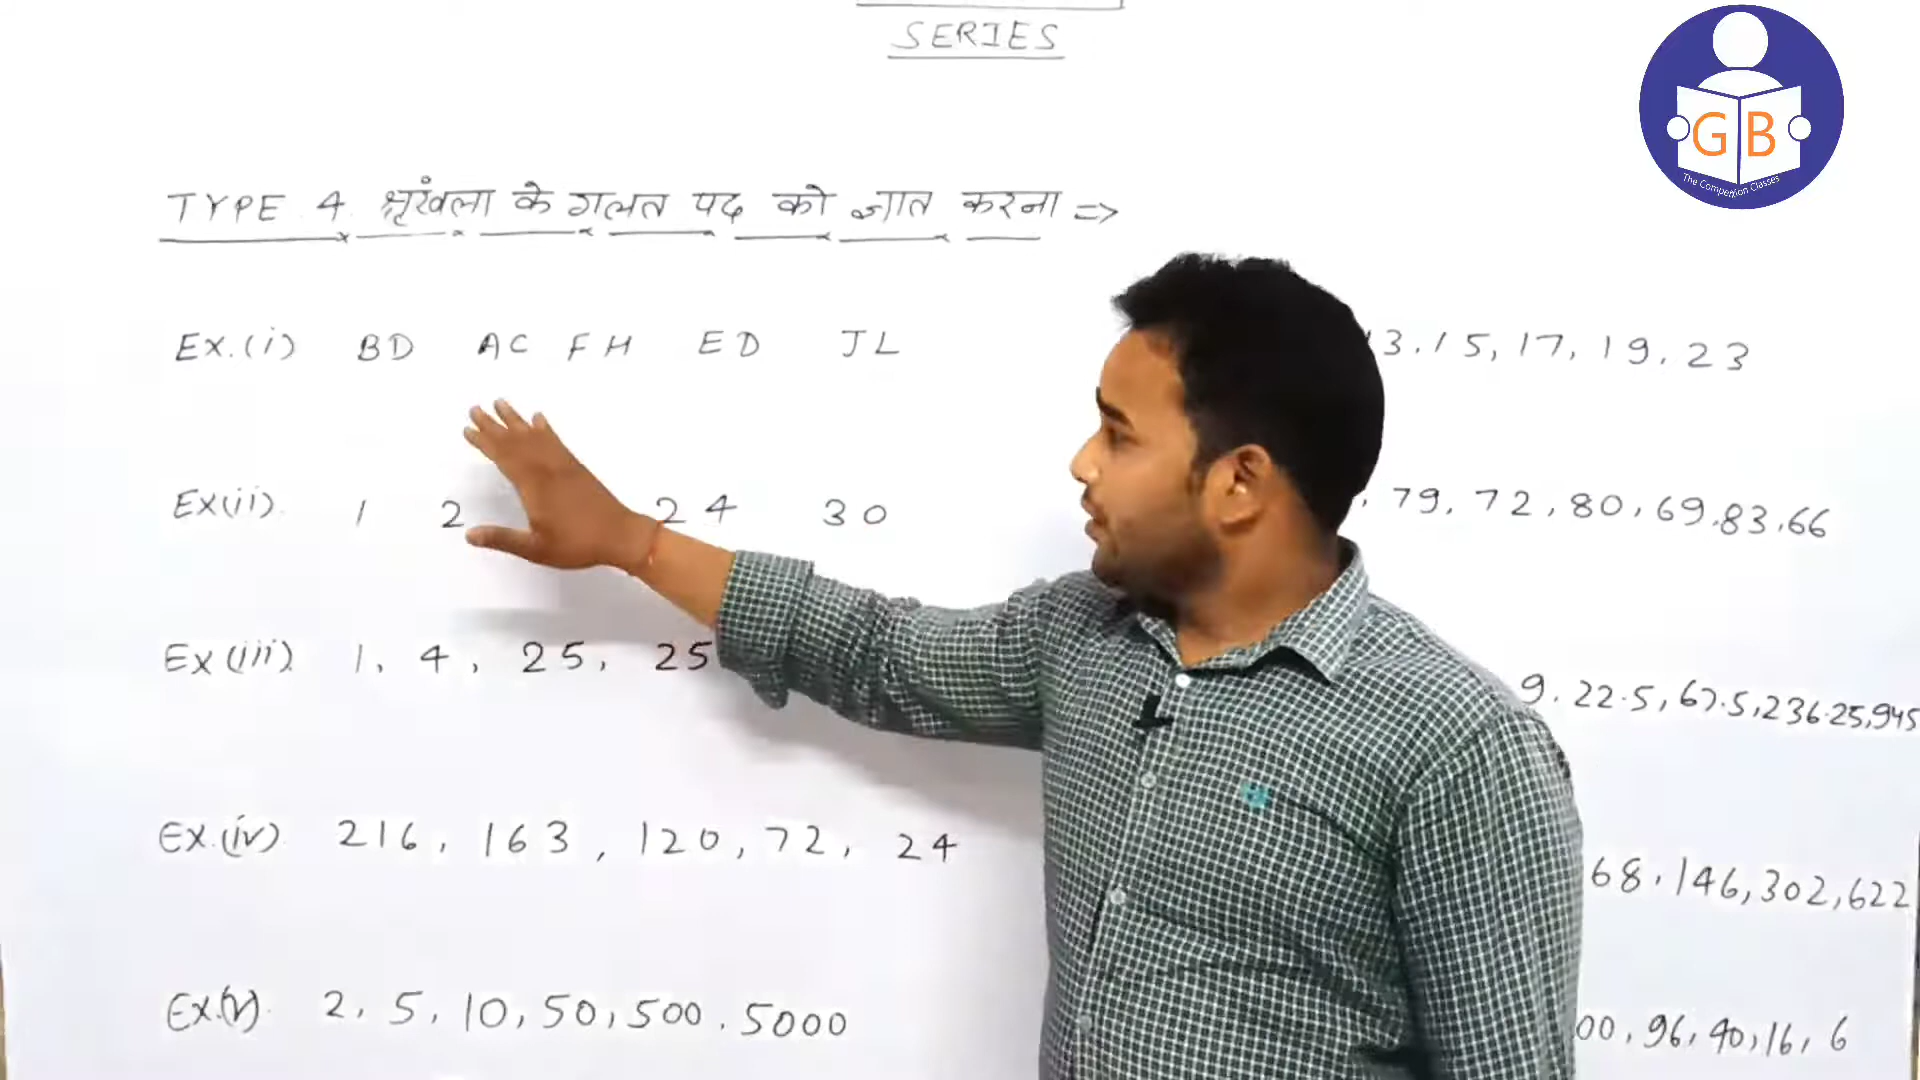 SERIES
GB
The Competition Classes
TYPE 4. श्रृंखला के गलत पद को ज्ञात करना =>
Ex.(i) BD AC FH ED JL
3, 15, 17, 19, 23
Ex(ii). 1 2 24 30
, 79, 72, 80, 69, 83, 66
Ex(iii). 1, 4, 25, 25
9, 22.5, 67.5, 236.25, 945
Ex.(iv). 216, 163, 120, 72, 24
68, 146, 302, 622
Ex.(v). 2, 5, 10, 50, 500, 5000
00, 96, 40, 16, 6